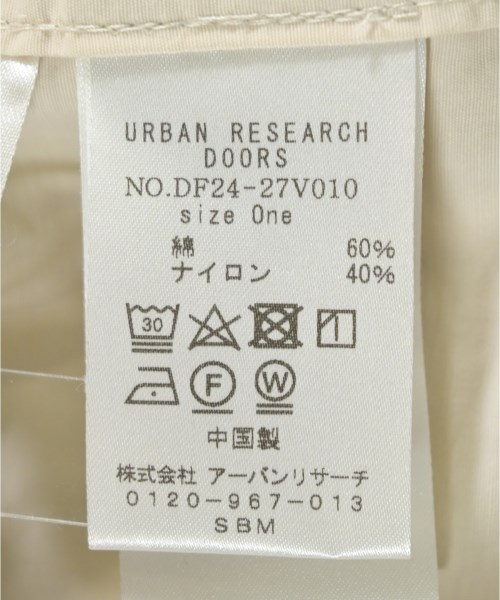 URBAN RESEARCH
DOORS
NO.DF24-27V010
size One
綿 60%
ナイロン 40%
30
F W
中国製
株式会社 アーバンリサーチ
0120-967-013
SBM